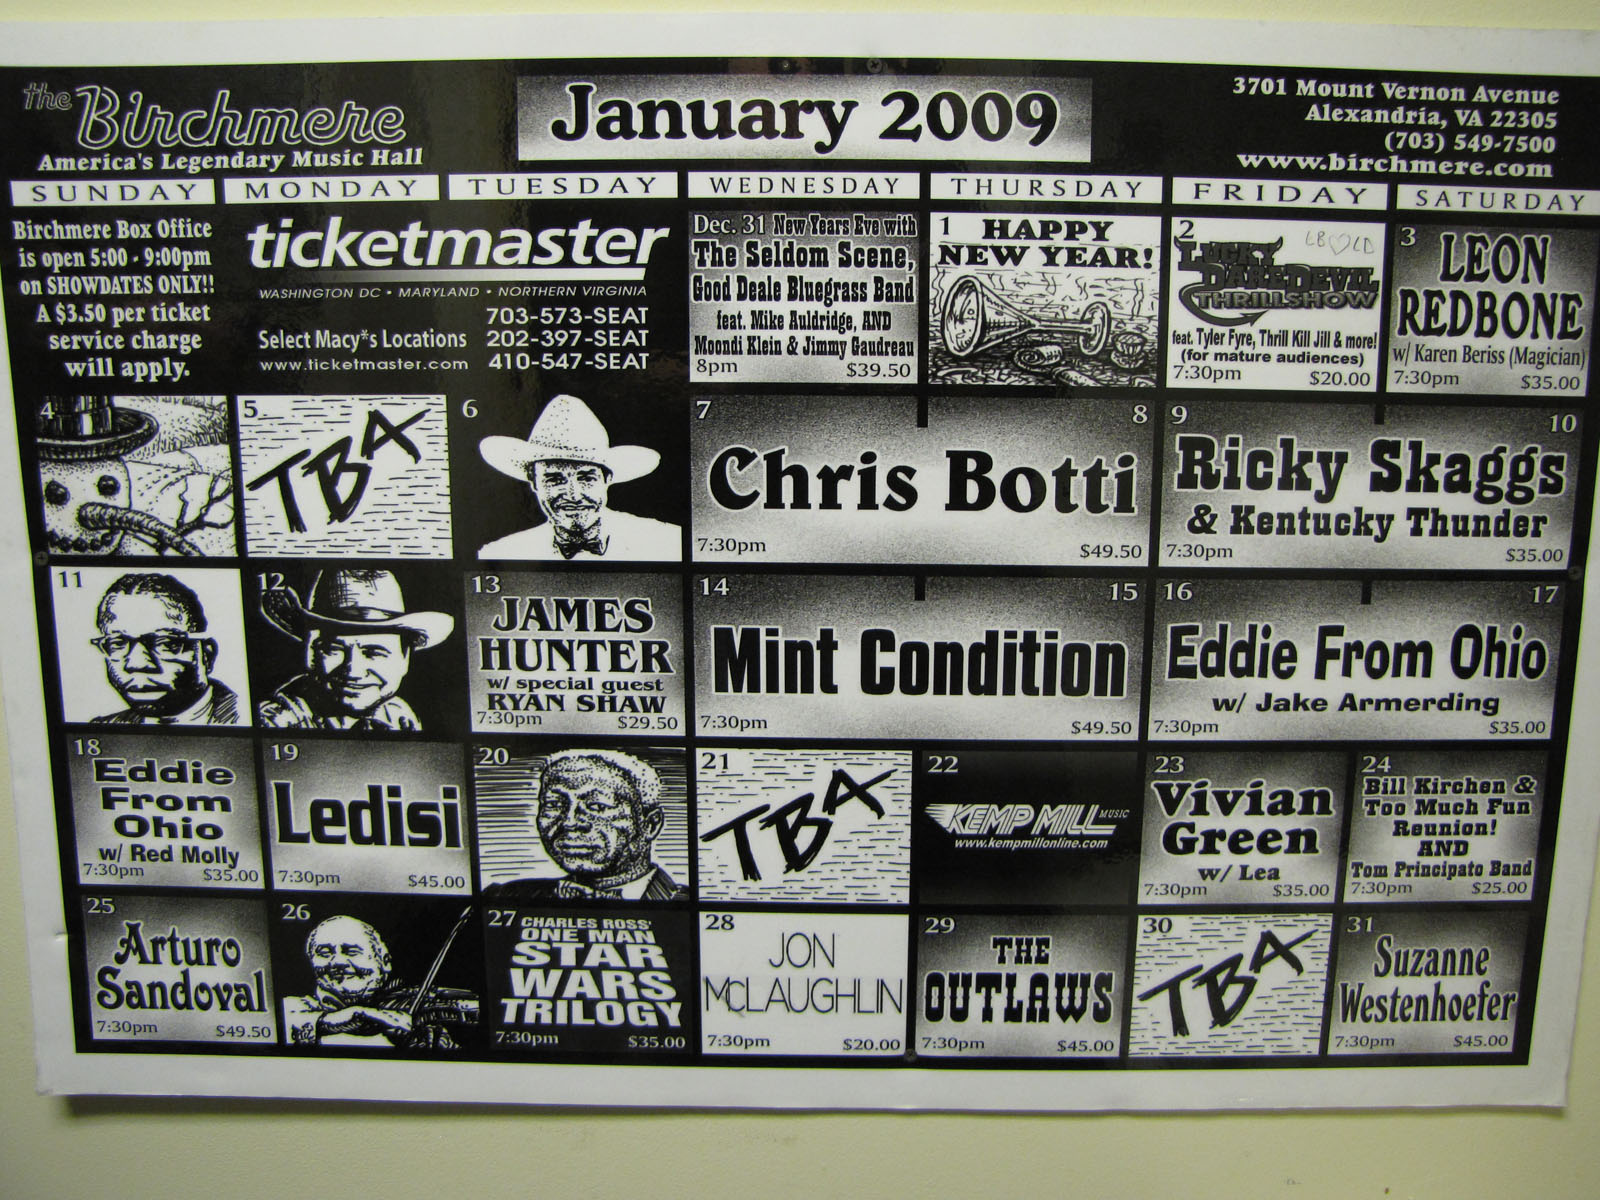 the Birchmere
America's Legendary Music Hall
January 2009
3701 Mount Vernon Avenue
Alexandria, VA 22305
(703) 549-7500
www.birchmere.com
SUNDAY MONDAY TUESDAY WEDNESDAY THURSDAY FRIDAY SATURDAY
Birchmere Box Office
is open 5:00 - 9:00pm
on SHOWDATES ONLY!!
A $3.50 per ticket
service charge
will apply.
ticketmaster
WASHINGTON DC • MARYLAND • NORTHERN VIRGINIA
703-573-SEAT
Select Macy*s Locations 202-397-SEAT
www.ticketmaster.com 410-547-SEAT
Dec. 31 New Years Eve with
The Seldom Scene,
Good Deale Bluegrass Band
feat. Mike Auldridge, AND
Moondi Klein & Jimmy Gaudreau
8pm $39.50
1 HAPPY
NEW YEAR!
2
LB♡LD
LUCKY
DAREDEVIL
THRILLSHOW
feat. Tyler Fyre, Thrill Kill Jill & more!
(for mature audiences)
7:30pm $20.00
3
LEON
REDBONE
w/ Karen Beriss (Magician)
7:30pm $35.00
4
5
TBA
6
7 8
Chris Botti
7:30pm $49.50
9 10
Ricky Skaggs
& Kentucky Thunder
7:30pm $35.00
11
12
13
JAMES
HUNTER
w/ special guest
RYAN SHAW
7:30pm $29.50
14 15
Mint Condition
7:30pm $49.50
16 17
Eddie From Ohio
w/ Jake Armerding
7:30pm $35.00
18
Eddie
From
Ohio
w/ Red Molly
7:30pm $35.00
19
Ledisi
7:30pm $45.00
20
21
TBA
22
KEMP MILL MUSIC
www.kempmillonline.com
23
Vivian
Green
w/ Lea
7:30pm $35.00
24
Bill Kirchen &
Too Much Fun
Reunion!
AND
Tom Principato Band
7:30pm $25.00
25
Arturo
Sandoval
7:30pm $49.50
26
27 CHARLES ROSS'
ONE MAN
STAR
WARS
TRILOGY
7:30pm $35.00
28
JON
MCLAUGHLIN
7:30pm $20.00
29
THE
OUTLAWS
7:30pm $45.00
30
TBA
31
Suzanne
Westenhoefer
7:30pm $45.00